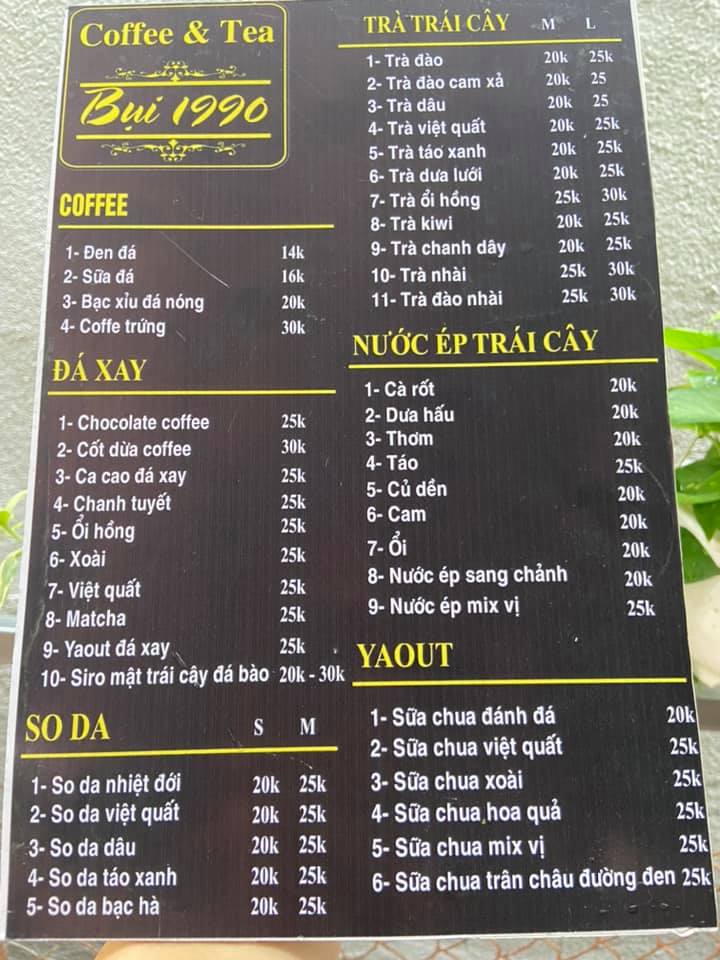 Coffee & Tea
Bụi 1990
COFFEE
1- Đen đá 14k
2- Sữa đá 16k
3- Bạc xỉu đá nóng 20k
4- Coffe trứng 30k
ĐÁ XAY
1- Chocolate coffee 25k
2- Cốt dừa coffee 30k
3- Ca cao đá xay 25k
4- Chanh tuyết 25k
5- Ổi hồng 25k
6- Xoài 25k
7- Việt quất 25k
8- Matcha 25k
9- Yaout đá xay 25k
10- Siro mật trái cây đá bào 20k - 30k
SO DA S M
1- So da nhiệt đới 20k 25k
2- So da việt quất 20k 25k
3- So da dâu 20k 25k
4- So da táo xanh 20k 25k
5- So da bạc hà 20k 25k
TRÀ TRÁI CÂY M L
1- Trà đào 20k 25k
2- Trà đào cam xả 20k 25
3- Trà dâu 20k 25
4- Trà việt quất 20k 25k
5- Trà táo xanh 20k 25k
6- Trà dưa lưới 20k 25k
7- Trà ổi hồng 25k 30k
8- Trà kiwi 20k 25k
9- Trà chanh dây 20k 25k
10- Trà nhài 25k 30k
11- Trà đào nhài 25k 30k
NƯỚC ÉP TRÁI CÂY
1- Cà rốt 20k
2- Dưa hấu 20k
3- Thơm 20k
4- Táo 25k
5- Củ dền 20k
6- Cam 20k
7- Ổi 20k
8- Nước ép sang chảnh 20k
9- Nước ép mix vị 25k
YAOUT
1- Sữa chua đánh đá 20k
2- Sữa chua việt quất 25k
3- Sữa chua xoài 25k
4- Sữa chua hoa quả 25k
5- Sữa chua mix vị 25k
6- Sữa chua trân châu đường đen 25k